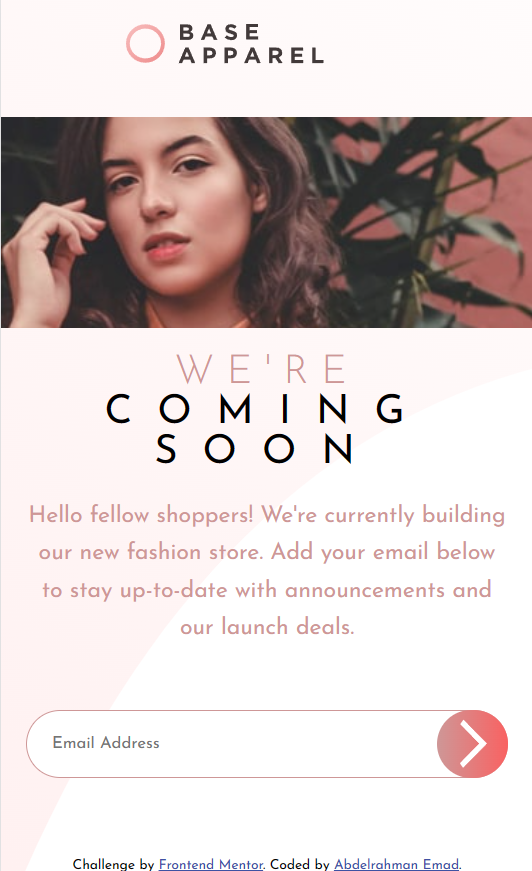 BASE
APPAREL
WE'RE
COMING
SOON
Hello fellow shoppers! We're currently building
our new fashion store. Add your email below
to stay up-to-date with announcements and
our launch deals.
Email Address
Challenge by Frontend Mentor. Coded by Abdelrahman Emad.